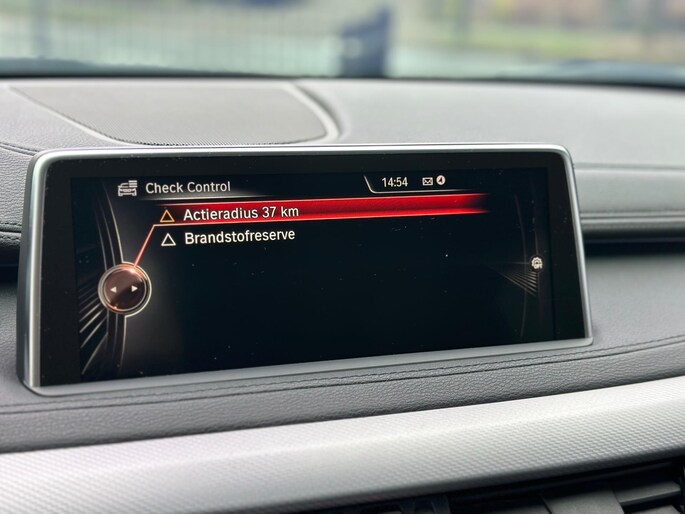 Check Control 14:54
Actieradius 37 km
Brandstofreserve